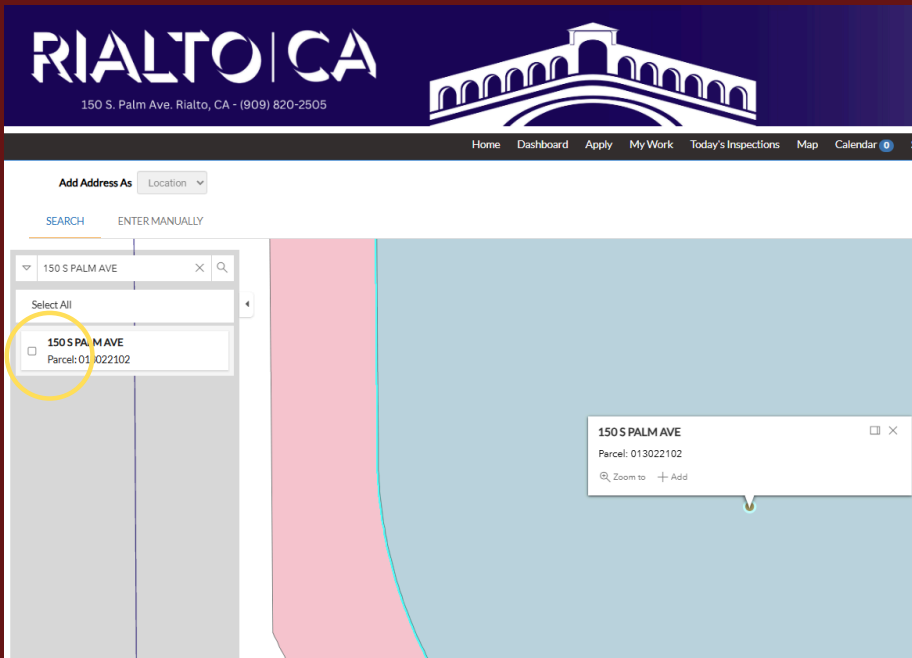 RIALTO|CA
150 S. Palm Ave. Rialto, CA - (909) 820-2505
Home Dashboard Apply My Work Today's Inspections Map Calendar 0
Add Address As Location
SEARCH ENTER MANUALLY
150 S PALM AVE
Select All
150 S PALM AVE
Parcel: 013022102
150 S PALM AVE
Parcel: 013022102
Zoom to Add